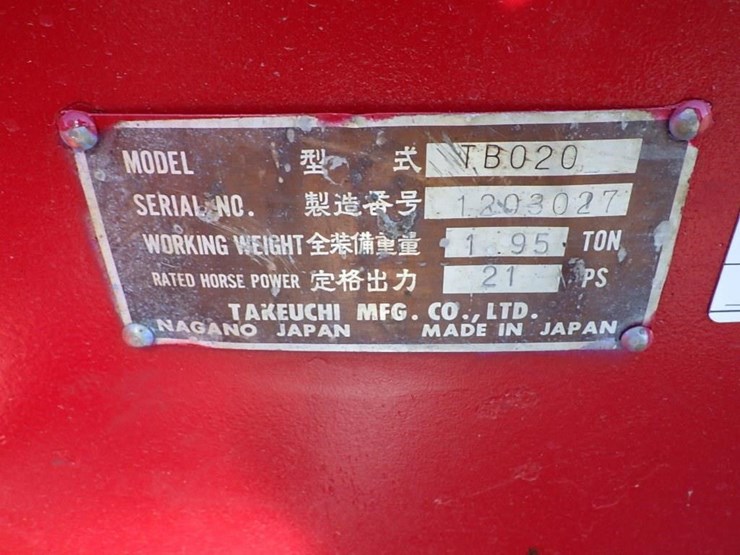 MODEL 型式 TB020
SERIAL NO. 製造番号 1203027
WORKING WEIGHT 全装備重量 1.95 TON
RATED HORSE POWER 定格出力 21 PS
TAKEUCHI MFG. CO., LTD.
NAGANO JAPAN MADE IN JAPAN